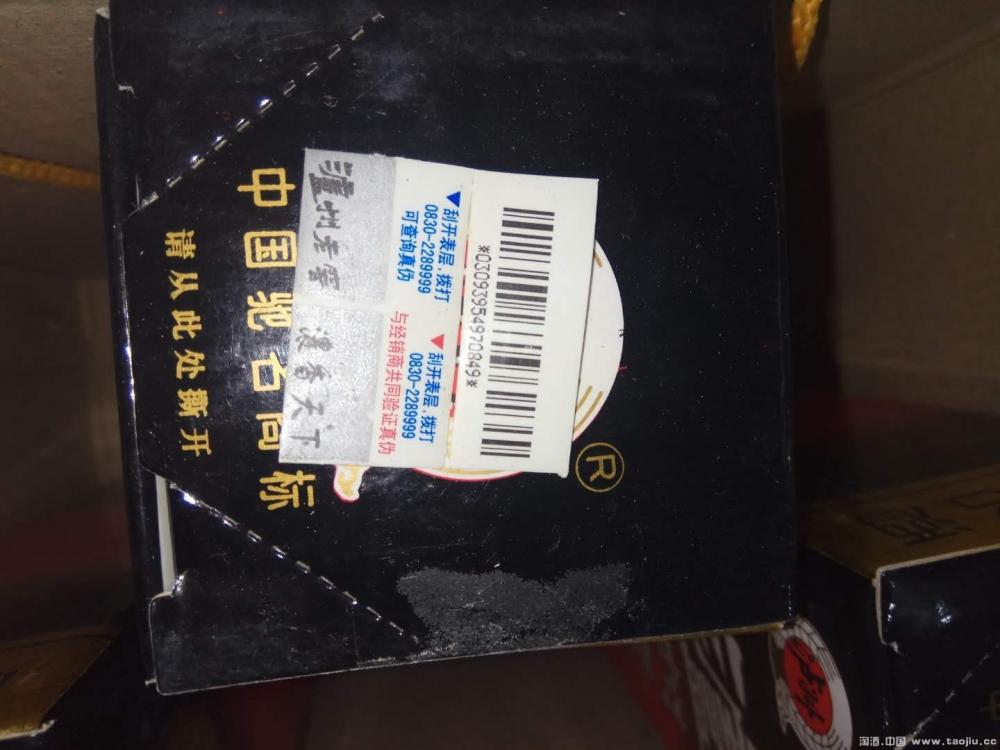 中国驰名商标
请从此处撕开
*03093954970849*
▼刮开表层,拨打
0830-2289999
可查询真伪
▼刮开表层,拨打
0830-2289999
与经销商共同验证真伪
泸州老窖
浓香天下
®
酒
淘酒.中国 www.taojiu.cc